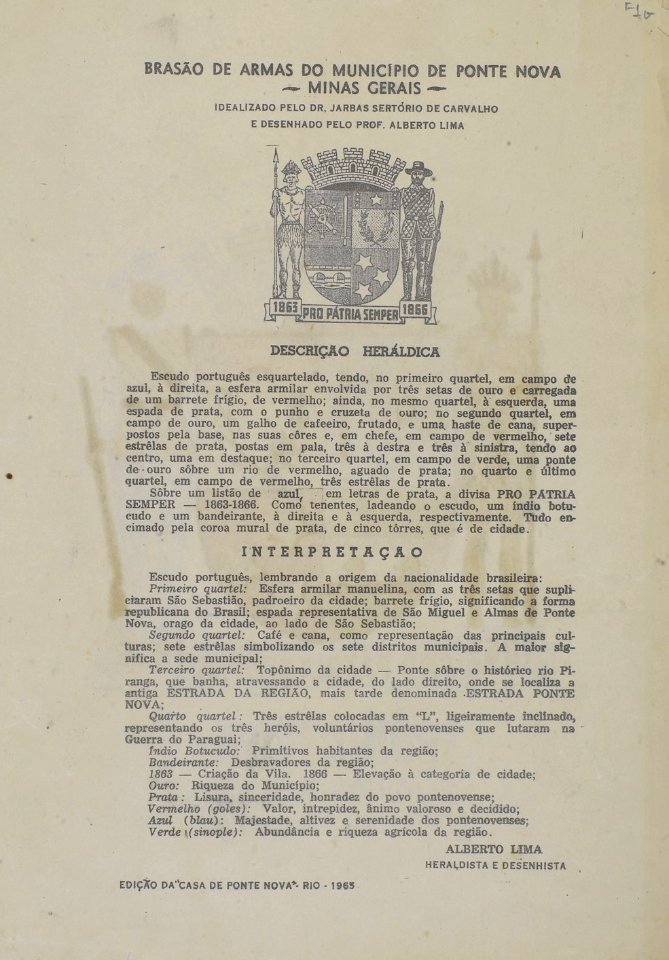 BRASÃO DE ARMAS DO MUNICÍPIO DE PONTE NOVA
— MINAS GERAIS —
IDEALIZADO PELO DR. JARBAS SERTÓRIO DE CARVALHO
E DESENHADO PELO PROF. ALBERTO LIMA
1863 PRO PÁTRIA SEMPER 1866
DESCRIÇAO HERÁLDICA
Escudo português esquartelado, tendo, no primeiro quartel, em campo de
azul, à direita, a esfera armilar envolvida por três setas de ouro e carregada
de um barrete frígio, de vermelho; ainda, no mesmo quartel, à esquerda, uma
espada de prata, com o punho e cruzeta de ouro; no segundo quartel, em
campo de ouro, um galho de cafeeiro, frutado, e uma haste de cana, super-
postos pela base, nas suas côres e, em chefe, em campo de vermelho, sete
estrêlas de prata, postas em pala, três à destra e três à sinistra, tendo ao
centro, uma em destaque; no terceiro quartel, em campo de verde, uma ponte
de ouro sôbre um rio de vermelho, aguado de prata; no quarto e último
quartel, em campo de vermelho, três estrêlas de prata.
Sôbre um listão de azul, em letras de prata, a divisa PRO PATRIA
SEMPER — 1863-1866. Como tenentes, ladeando o escudo, um índio botu-
cudo e um bandeirante, à direita e à esquerda, respectivamente. Tudo en-
cimado pela coroa mural de prata, de cinco tôrres, que é de cidade.
INTERPRETAÇAO
Escudo português, lembrando a origem da nacionalidade brasileira:
Primeiro quartel: Esfera armilar manuelina, com as três setas que supli-
ciaram São Sebastião, padroeiro da cidade; barrete frígio, significando a forma
republicana do Brasil; espada representativa de São Miguel e Almas de Ponte
Nova, orago da cidade, ao lado de São Sebastião;
Segundo quartel: Café e cana, como representação das principais cul-
turas; sete estrêlas simbolizando os sete distritos municipais. A maior sig-
nifica a sede municipal;
Terceiro quartel: Topônimo da cidade — Ponte sôbre o histórico rio Pi-
ranga, que banha, atravessando a cidade, do lado direito, onde se localiza a
antiga ESTRADA DA REGIÃO, mais tarde denominada ESTRADA PONTE
NOVA;
Quarto quartel: Três estrêlas colocadas em "L", ligeiramente inclinado,
representando os três heróis, voluntários pontenovenses que lutaram na
Guerra do Paraguai;
Índio Botucudo: Primitivos habitantes da região;
Bandeirante: Desbravadores da região;
1863 — Criação da Vila. 1866 — Elevação à categoria de cidade;
Ouro: Riqueza do Município;
Prata: Lisura, sinceridade, honradez do povo pontenovense;
Vermelho (goles): Valor, intrepidez, ânimo valoroso e decidido;
Azul (blau): Majestade, altivez e serenidade dos pontenovenses;
Verde (sinople): Abundância e riqueza agrícola da região.
ALBERTO LIMA
HERALDISTA E DESENHISTA
EDIÇÃO DA "CASA DE PONTE NOVA" - RIO - 1965